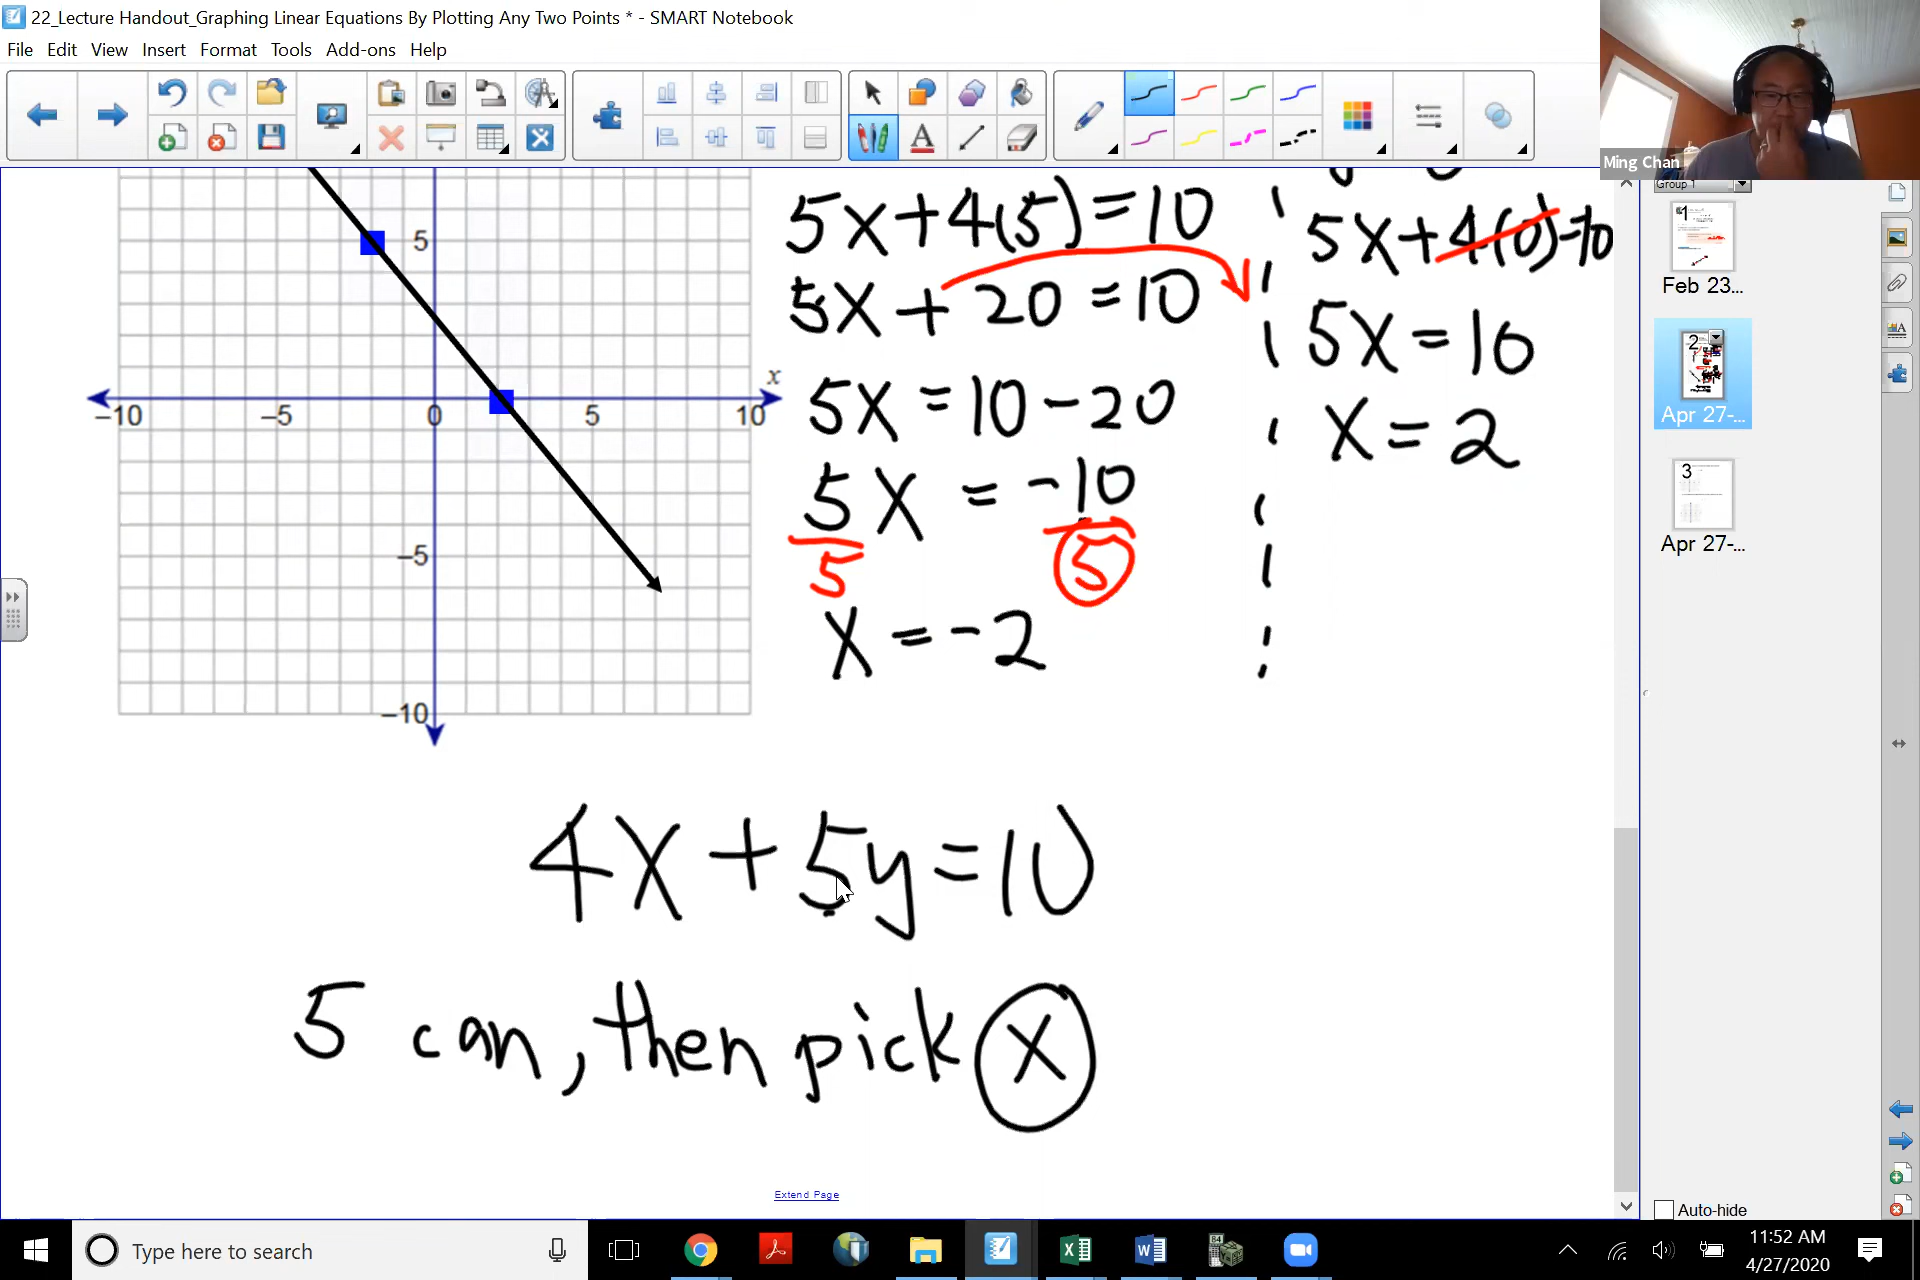 22_Lecture Handout_Graphing Linear Equations By Plotting Any Two Points * - SMART Notebook
File Edit View Insert Format Tools Add-ons Help
Ming Chan
Group 1
5x+4(5)=10
5x+20=10
5x=10-20
5x=-10
5 5
x=-2
5x+4(0)=10
5x=10
x=2
x
5
-10 -5 0 5 10
-5
-10
4x+5y=10
5 can, then pick x
Extend Page
1
Feb 23...
2
Apr 27-...
3
Apr 27-...
Auto-hide
Type here to search
84
11:52 AM
4/27/2020